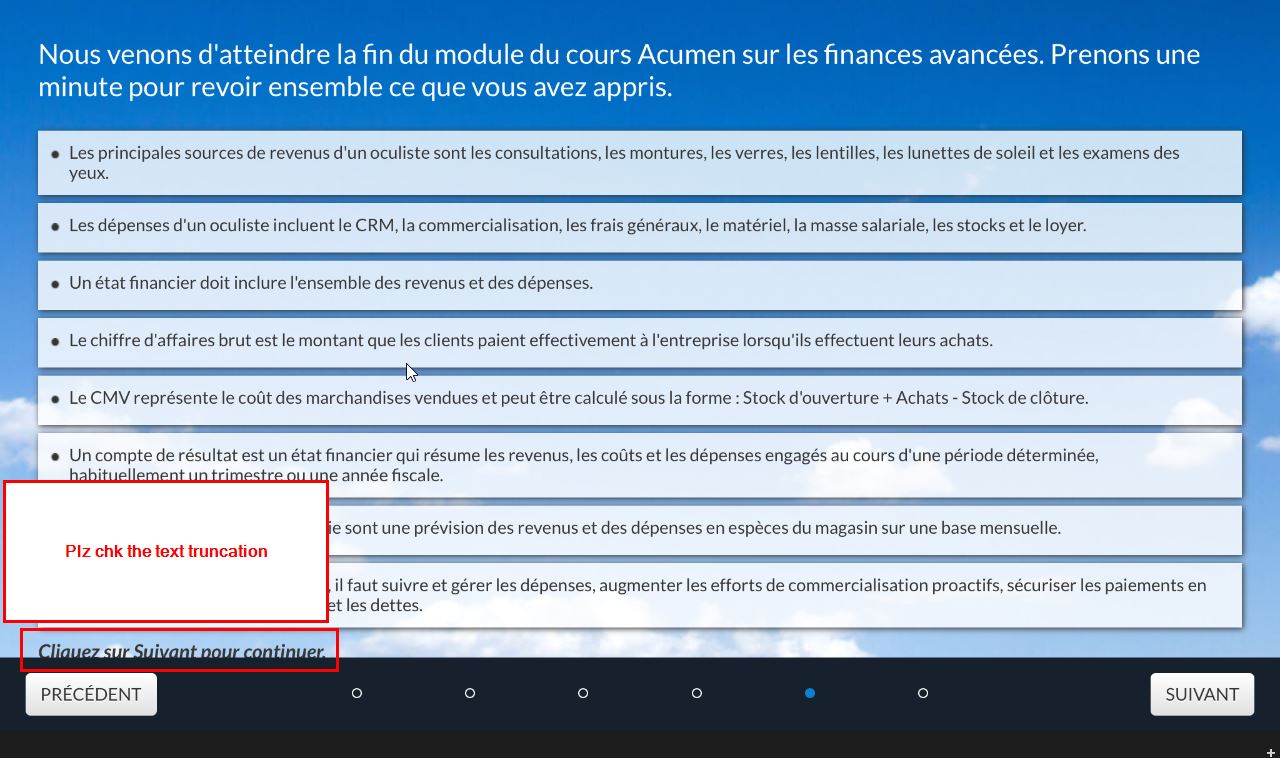 Nous venons d'atteindre la fin du module du cours Acumen sur les finances avancées. Prenons une
minute pour revoir ensemble ce que vous avez appris.
Les principales sources de revenus d'un oculiste sont les consultations, les montures, les verres, les lentilles, les lunettes de soleil et les examens des
yeux.
Les dépenses d'un oculiste incluent le CRM, la commercialisation, les frais généraux, le matériel, la masse salariale, les stocks et le loyer.
Un état financier doit inclure l'ensemble des revenus et des dépenses.
Le chiffre d'affaires brut est le montant que les clients paient effectivement à l'entreprise lorsqu'ils effectuent leurs achats.
Le CMV représente le coût des marchandises vendues et peut être calculé sous la forme : Stock d'ouverture + Achats - Stock de clôture.
Un compte de résultat est un état financier qui résume les revenus, les coûts et les dépenses engagés au cours d'une période déterminée,
habituellement un trimestre ou une année fiscale.
sont une prévision des revenus et des dépenses en espèces du magasin sur une base mensuelle.
Plz chk the text truncation
, il faut suivre et gérer les dépenses, augmenter les efforts de commercialisation proactifs, sécuriser les paiements en
et les dettes.
Cliquez sur Suivant pour continuer.
PRÉCÉDENT
SUIVANT